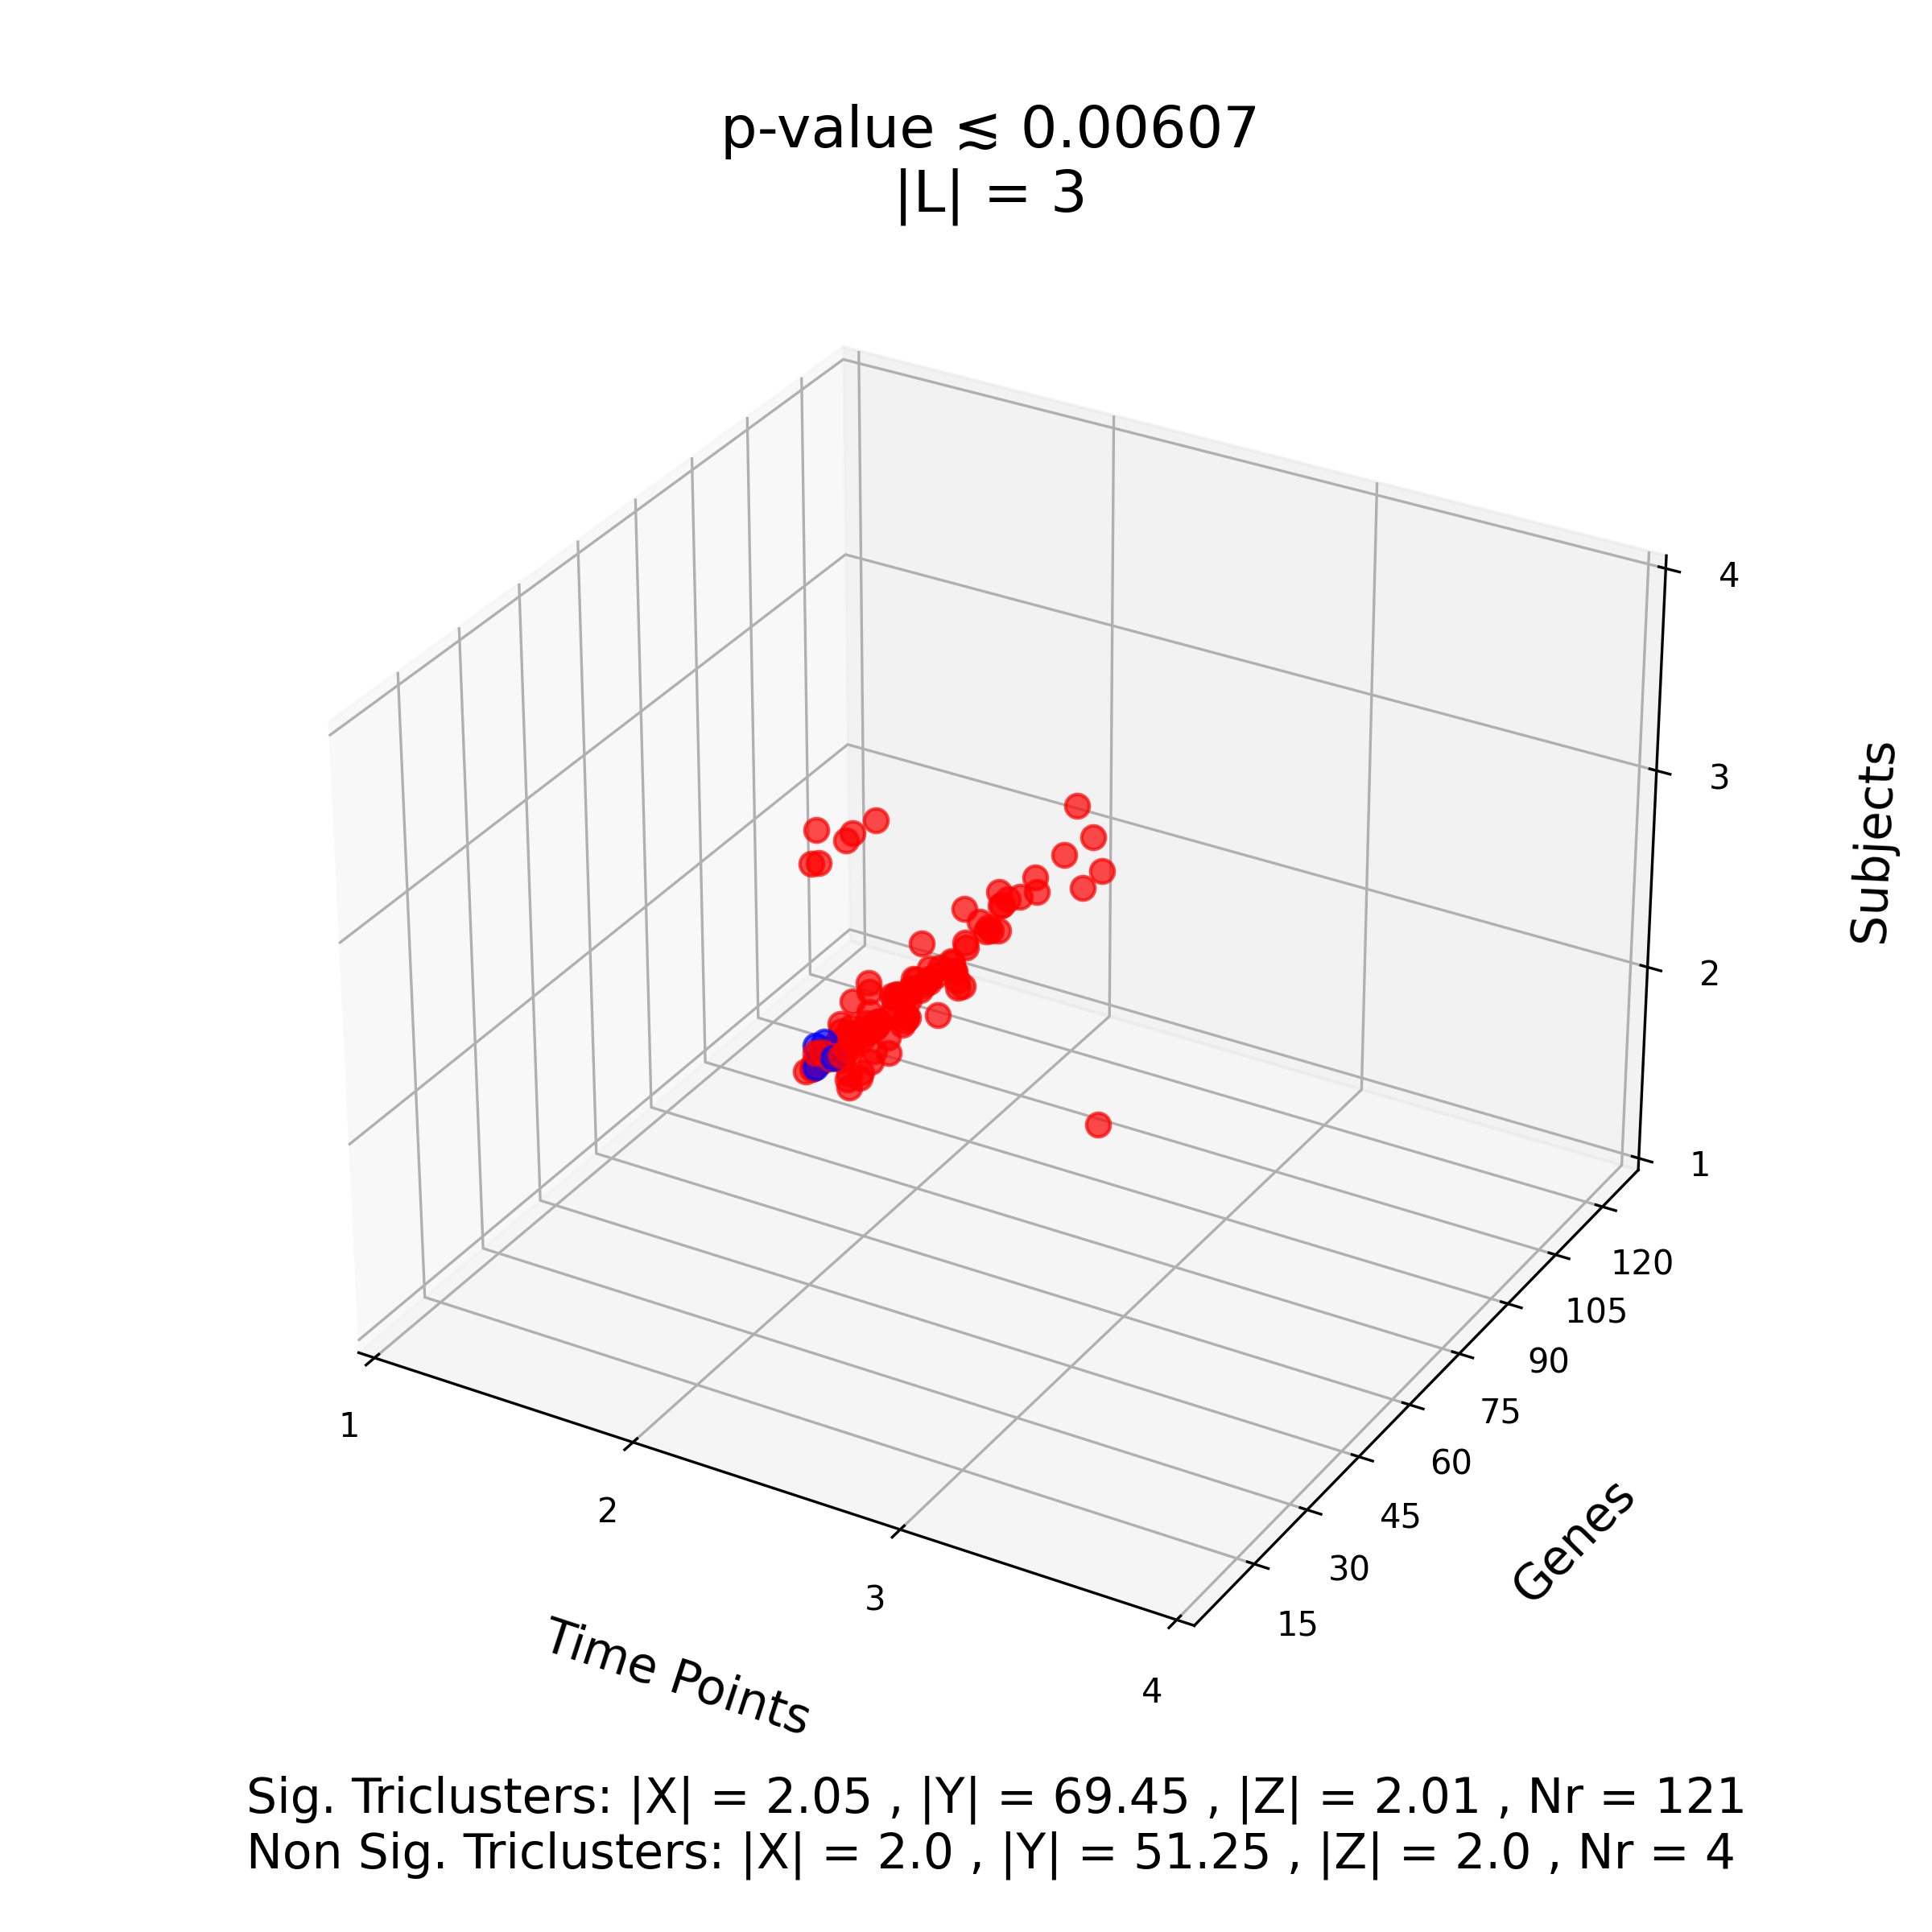 p-value ⪅ 0.00607
|L| = 3
4
3
2
1
Subjects
120
105
90
75
60
45
30
15
Genes
1
2
3
4
Time Points
Sig. Triclusters: |X| = 2.05 , |Y| = 69.45 , |Z| = 2.01 , Nr = 121
Non Sig. Triclusters: |X| = 2.0 , |Y| = 51.25 , |Z| = 2.0 , Nr = 4